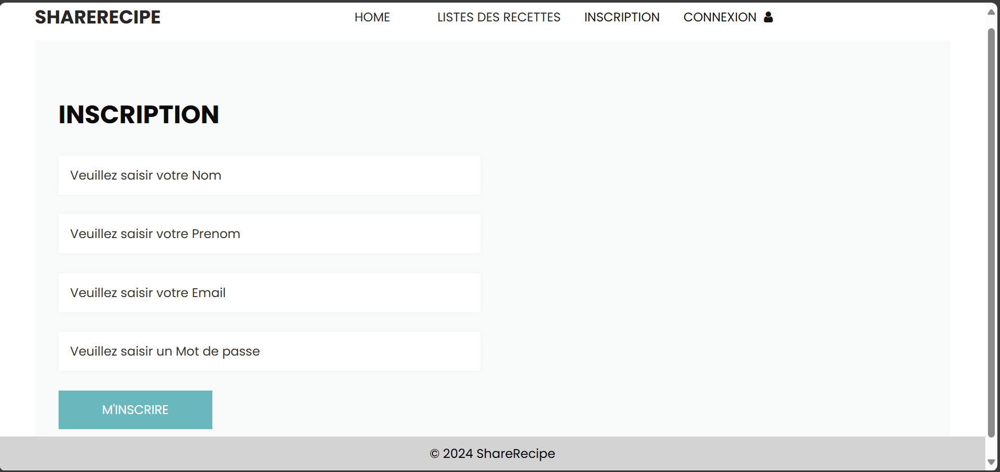 SHARERECIPE HOME LISTES DES RECETTES INSCRIPTION CONNEXION
INSCRIPTION
Veuillez saisir votre Nom
Veuillez saisir votre Prenom
Veuillez saisir votre Email
Veuillez saisir un Mot de passe
M'INSCRIRE
© 2024 ShareRecipe